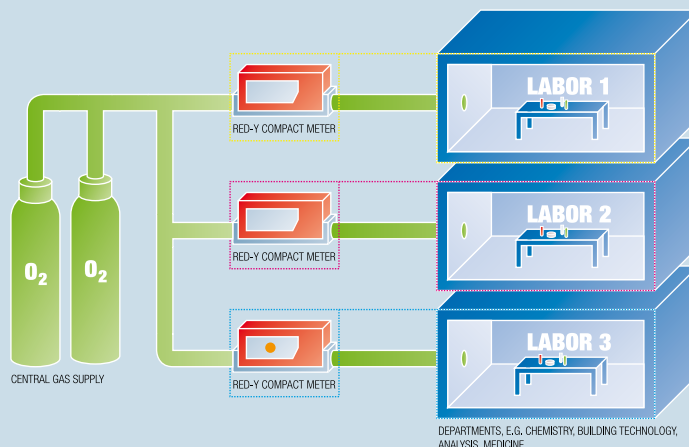 LABOR 1
RED-Y COMPACT METER
LABOR 2
RED-Y COMPACT METER
O2
O2
LABOR 3
CENTRAL GAS SUPPLY
RED-Y COMPACT METER
DEPARTMENTS, E.G. CHEMISTRY, BUILDING TECHNOLOGY,
ANALYSIS, MEDICINE